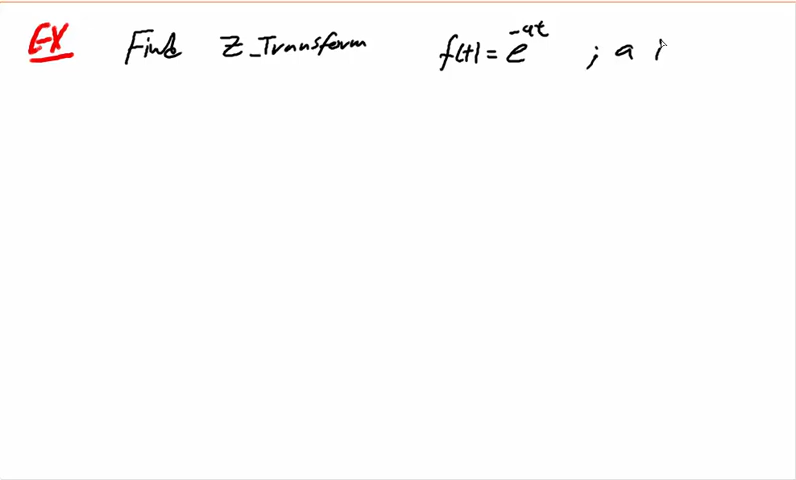 EX Find Z_Transform f(t) = e^-at ; a i